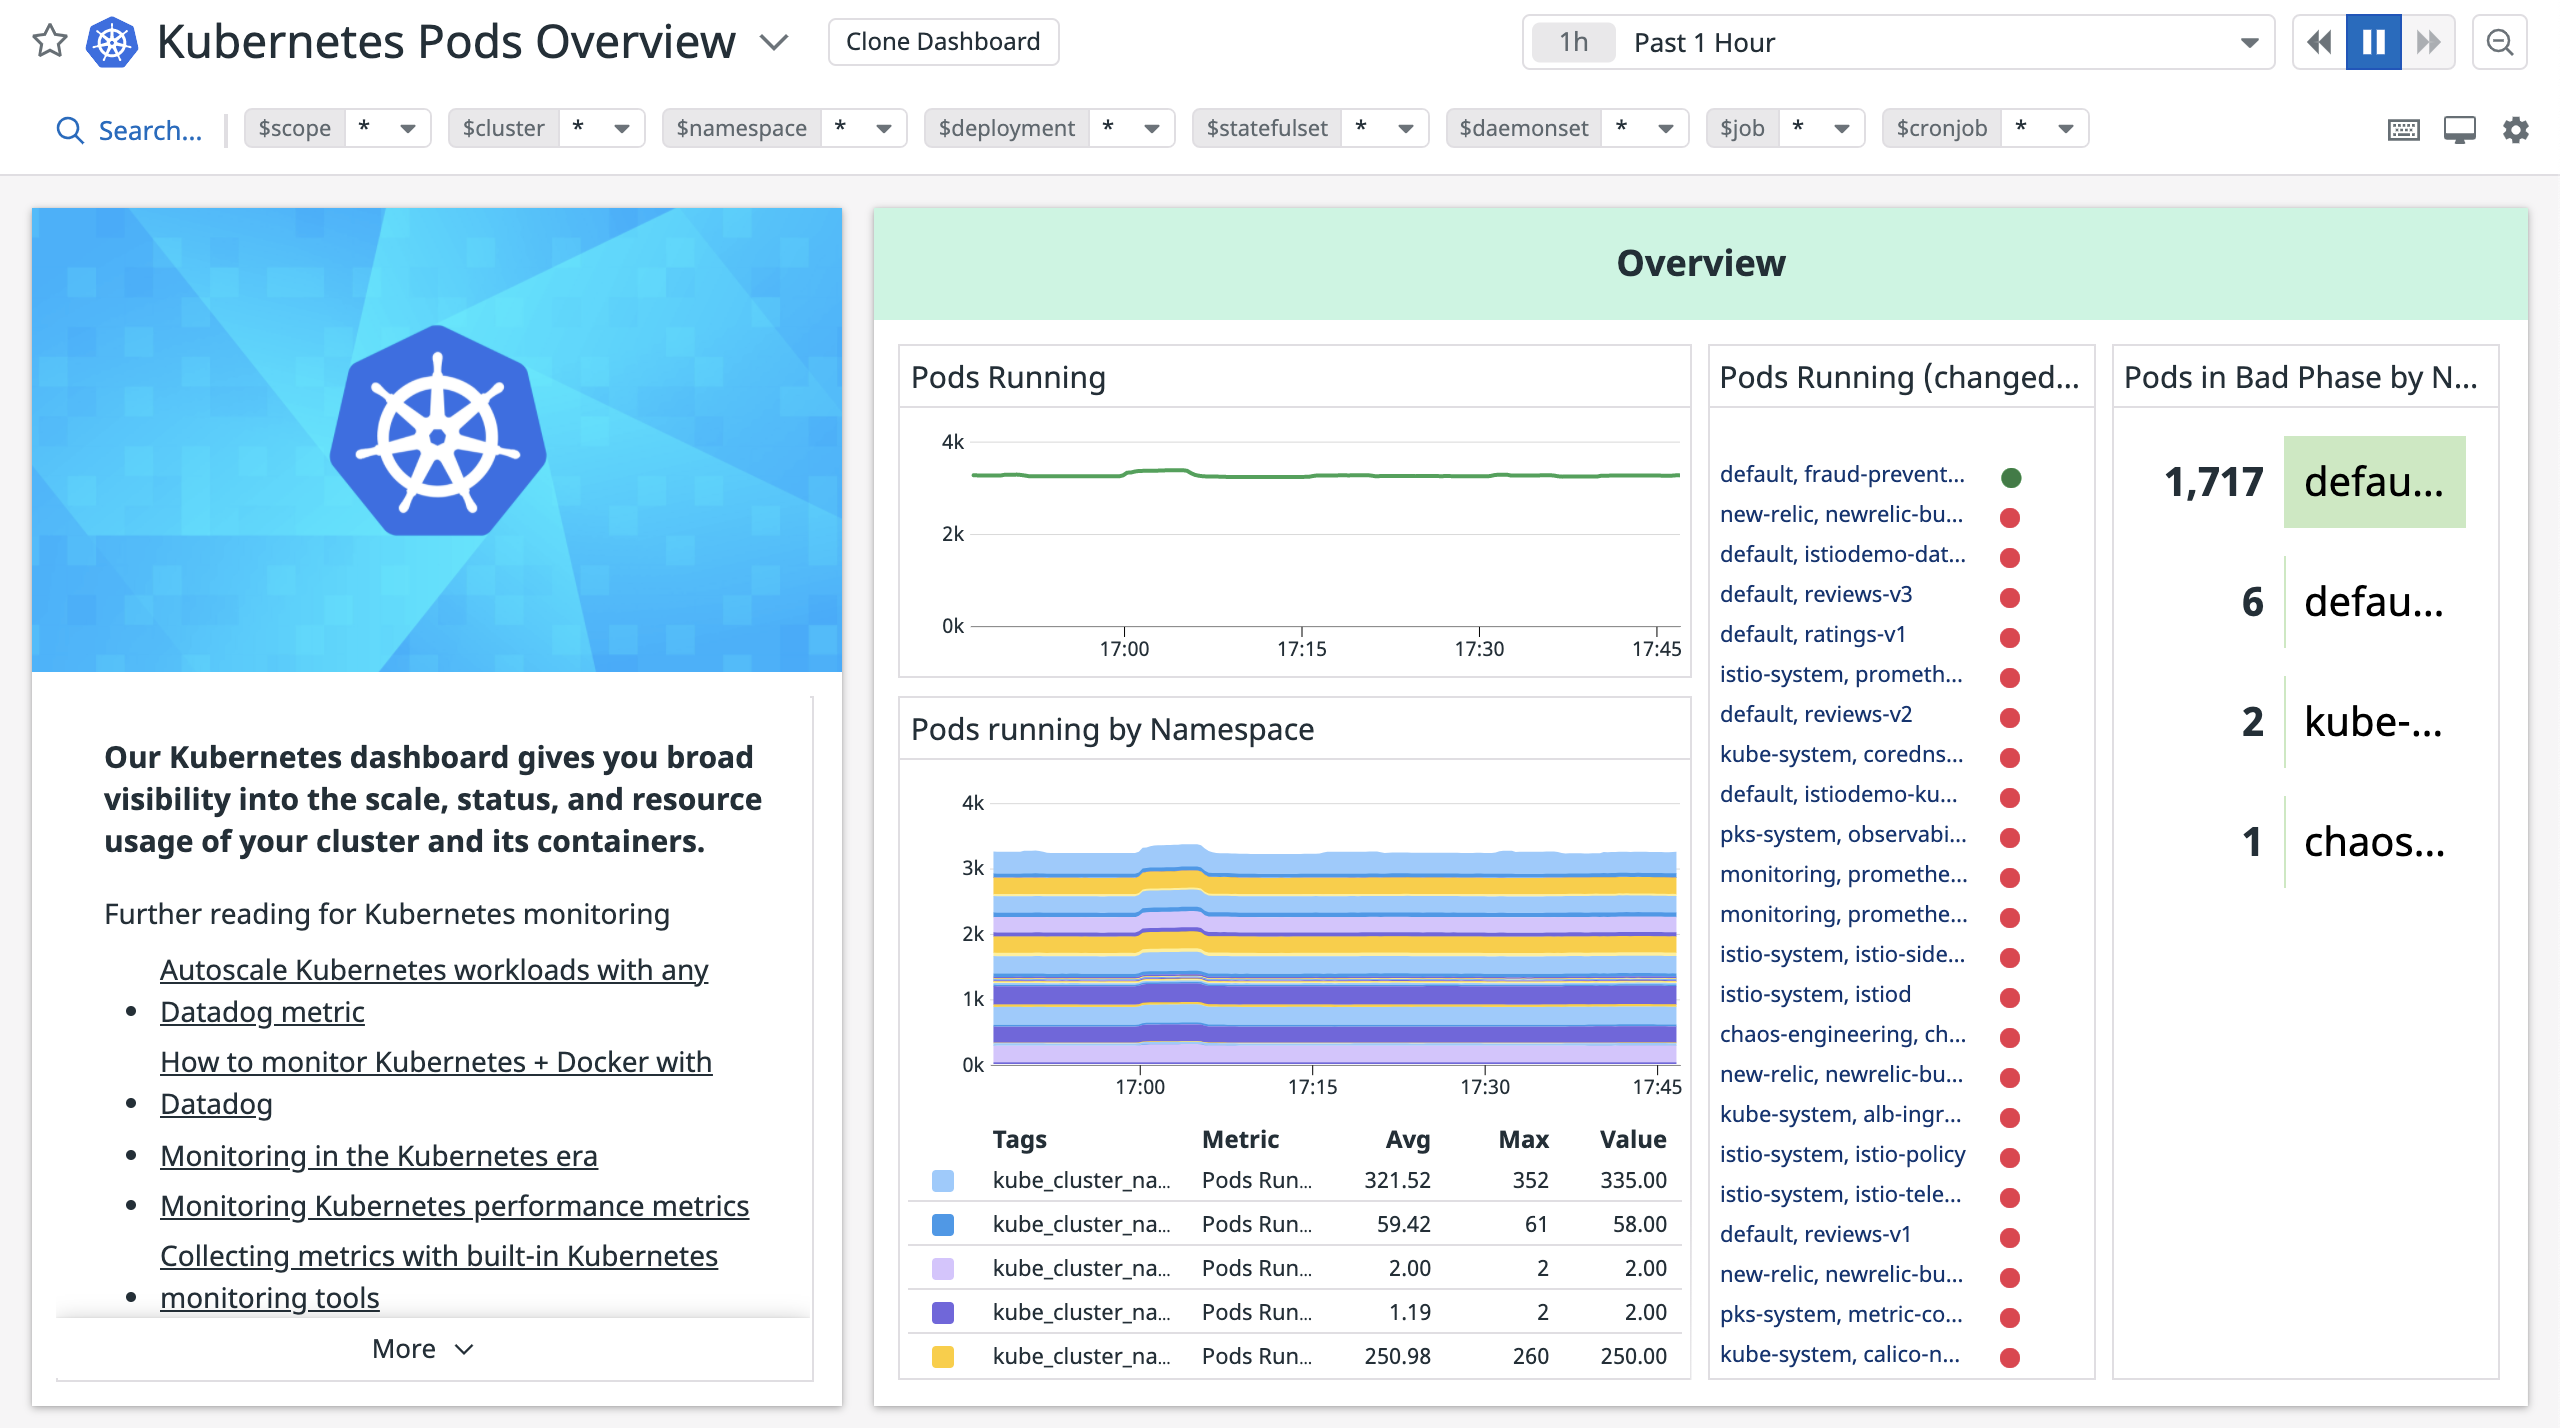 Kubernetes Pods Overview
Clone Dashboard
1h Past 1 Hour
Search...
$scope *
$cluster *
$namespace *
$deployment *
$statefulset *
$daemonset *
$job *
$cronjob *
Our Kubernetes dashboard gives you broad
visibility into the scale, status, and resource
usage of your cluster and its containers.
Further reading for Kubernetes monitoring
• Autoscale Kubernetes workloads with any
Datadog metric
• How to monitor Kubernetes + Docker with
Datadog
• Monitoring in the Kubernetes era
• Monitoring Kubernetes performance metrics
• Collecting metrics with built-in Kubernetes
monitoring tools
More
Overview
Pods Running
4k
2k
0k
17:00 17:15 17:30 17:45
Pods running by Namespace
4k
3k
2k
1k
0k
17:00 17:15 17:30 17:45
Tags Metric Avg Max Value
kube_cluster_na... Pods Run... 321.52 352 335.00
kube_cluster_na... Pods Run... 59.42 61 58.00
kube_cluster_na... Pods Run... 2.00 2 2.00
kube_cluster_na... Pods Run... 1.19 2 2.00
kube_cluster_na... Pods Run... 250.98 260 250.00
Pods Running (changed...
default, fraud-prevent...
new-relic, newrelic-bu...
default, istiodemo-dat...
default, reviews-v3
default, ratings-v1
istio-system, prometh...
default, reviews-v2
kube-system, coredns...
default, istiodemo-ku...
pks-system, observabi...
monitoring, promethe...
monitoring, promethe...
istio-system, istio-side...
istio-system, istiod
chaos-engineering, ch...
new-relic, newrelic-bu...
kube-system, alb-ingr...
istio-system, istio-policy
istio-system, istio-tele...
default, reviews-v1
new-relic, newrelic-bu...
pks-system, metric-co...
kube-system, calico-n...
Pods in Bad Phase by N...
1,717 defau...
6 defau...
2 kube-...
1 chaos...